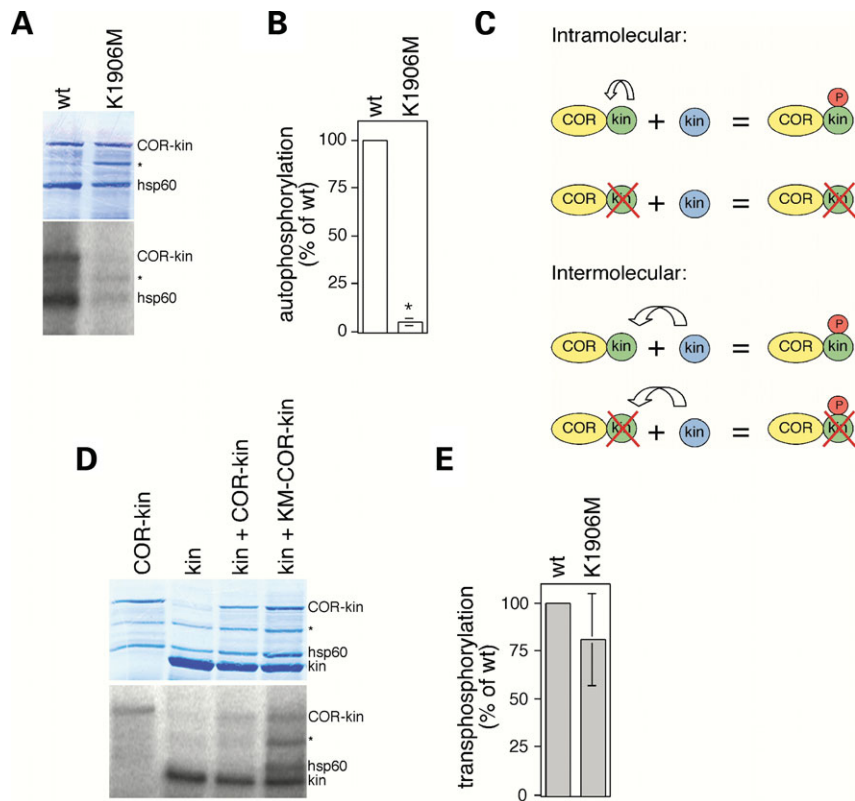 A
wt
K1906M
COR-kin
*
hsp60
COR-kin
*
hsp60
B
wt
K1906M
autophosphorylation
(% of wt)
100
75
50
25
0
*
C
Intramolecular:
COR kin + kin = COR kin P
COR kin + kin = COR kin
Intermolecular:
COR kin + kin = COR kin P
COR kin + kin = COR kin P
D
COR-kin
kin
kin + COR-kin
kin + KM-COR-kin
COR-kin
*
hsp60
kin
COR-kin
*
hsp60
kin
E
wt
K1906M
transphosphorylation
(% of wt)
100
75
50
25
0